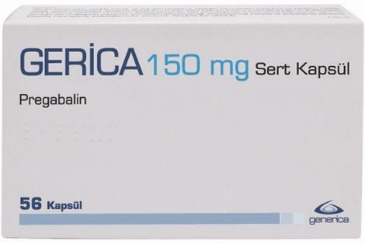 GERİCA 150 mg Sert Kapsül
Pregabalin
56 Kapsül
generica